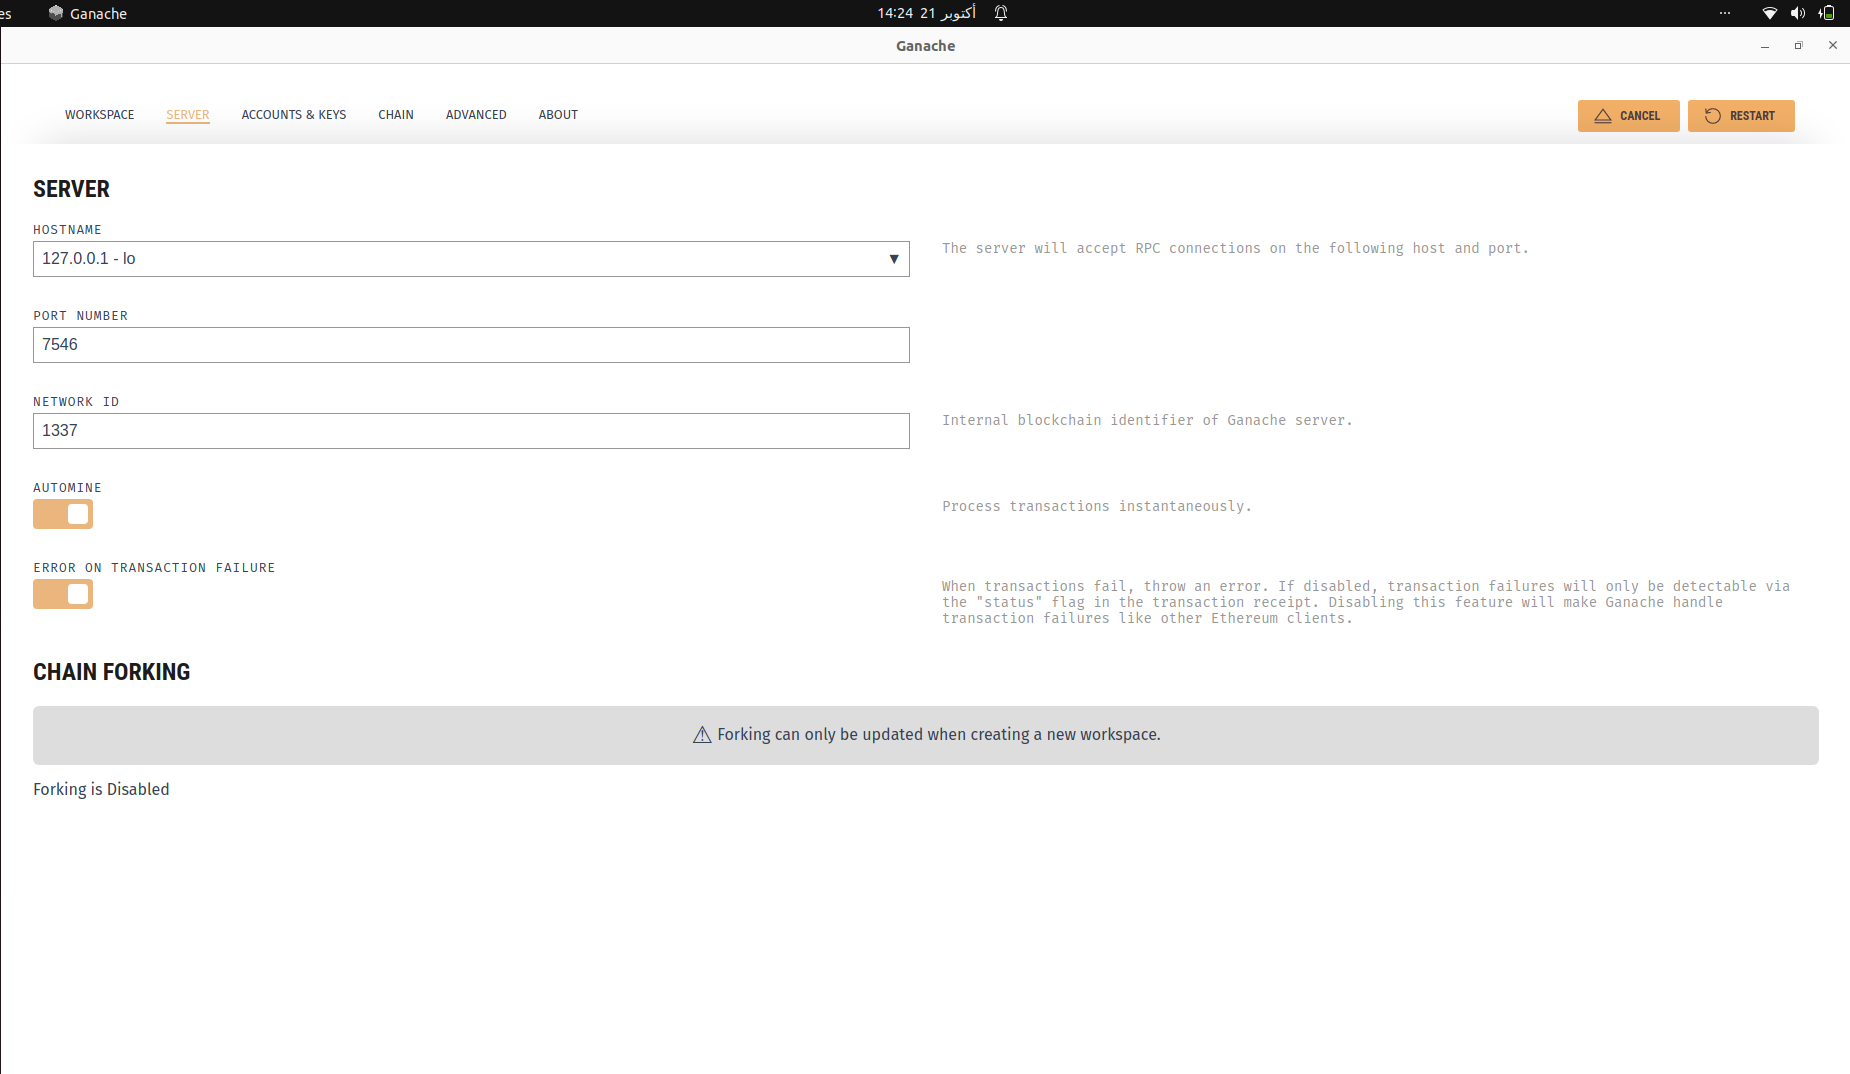 es Ganache 14:24 21 أكتوبر
Ganache
WORKSPACE SERVER ACCOUNTS & KEYS CHAIN ADVANCED ABOUT CANCEL RESTART
SERVER
HOSTNAME
127.0.0.1 - lo
The server will accept RPC connections on the following host and port.
PORT NUMBER
7546
NETWORK ID
1337
Internal blockchain identifier of Ganache server.
AUTOMINE
Process transactions instantaneously.
ERROR ON TRANSACTION FAILURE
When transactions fail, throw an error. If disabled, transaction failures will only be detectable via
the "status" flag in the transaction receipt. Disabling this feature will make Ganache handle
transaction failures like other Ethereum clients.
CHAIN FORKING
Forking can only be updated when creating a new workspace.
Forking is Disabled